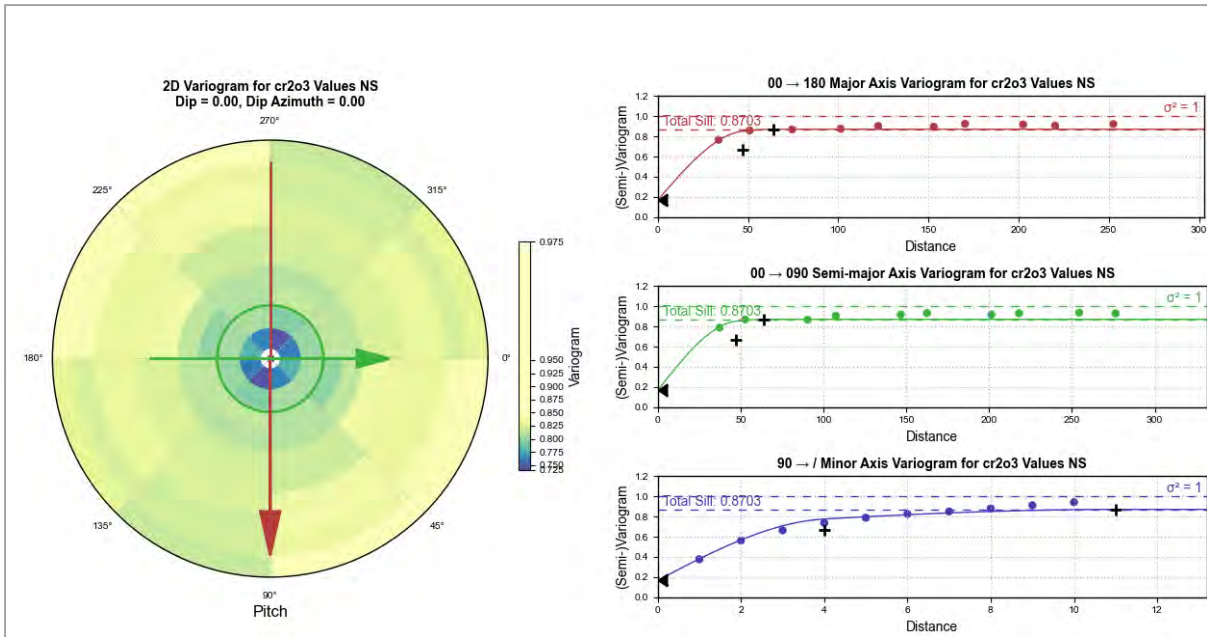 2D Variogram for cr2o3 Values NS
Dip = 0.00, Dip Azimuth = 0.00
270°
225°
315°
180°
0°
135°
45°
90°
Pitch
0.975
0.950
0.925
0.900
0.875
0.850
0.825
0.800
0.775
0.750
0.725
Variogram
00 → 180 Major Axis Variogram for cr2o3 Values NS
1.2
1.0
0.8
0.6
0.4
0.2
0.0
(Semi-)Variogram
Total Sill: 0.8703
σ² = 1
0 50 100 150 200 250 300
Distance
00 → 090 Semi-major Axis Variogram for cr2o3 Values NS
1.2
1.0
0.8
0.6
0.4
0.2
0.0
(Semi-)Variogram
Total Sill: 0.8703
σ² = 1
0 50 100 150 200 250 300
Distance
90 → / Minor Axis Variogram for cr2o3 Values NS
1.2
1.0
0.8
0.6
0.4
0.2
0.0
(Semi-)Variogram
Total Sill: 0.8703
σ² = 1
0 2 4 6 8 10 12
Distance